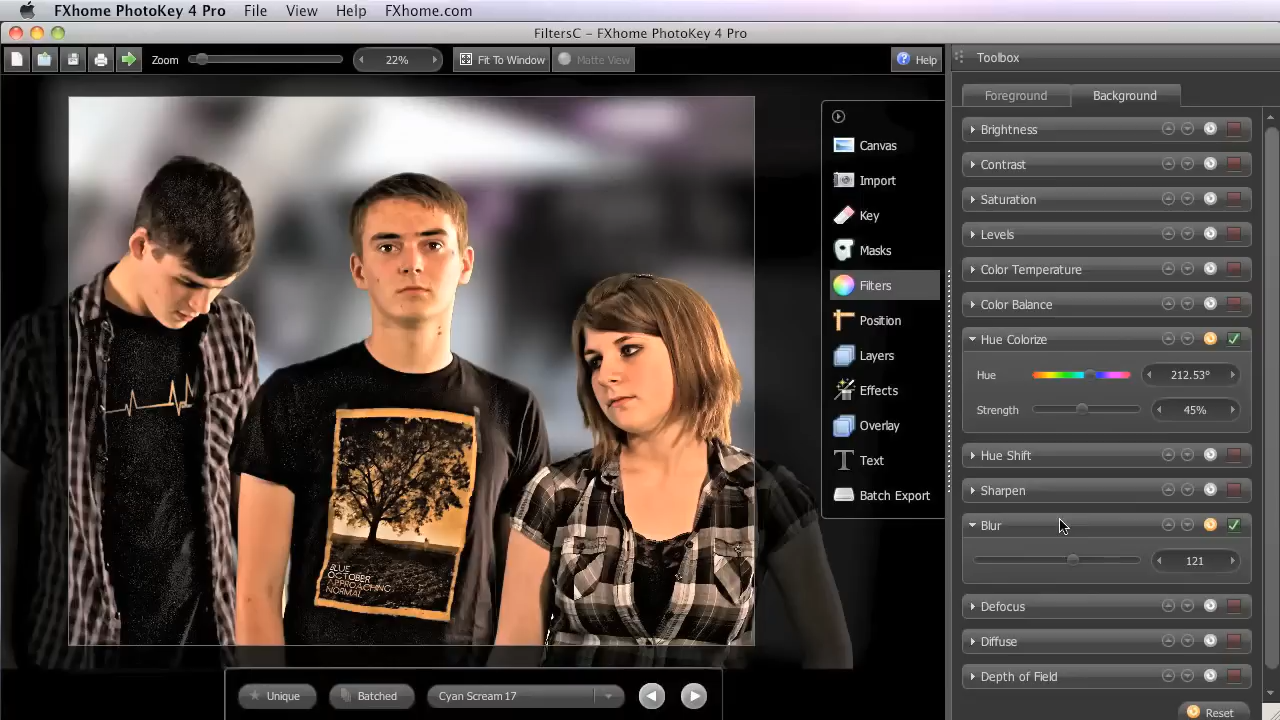 FXhome PhotoKey 4 Pro File View Help FXhome.com
FiltersC – FXhome PhotoKey 4 Pro
Zoom 22% Fit To Window Matte View Help
Toolbox
Foreground Background
Brightness
Contrast
Saturation
Levels
Color Temperature
Color Balance
Hue Colorize
Hue 212.53°
Strength 45%
Hue Shift
Sharpen
Blur
121
Defocus
Diffuse
Depth of Field
Reset
Canvas
Import
Key
Masks
Filters
Position
Layers
Effects
Overlay
Text
Batch Export
BLUE
OCTOBER
APPROACHING
NORMAL
Unique Batched Cyan Scream 17